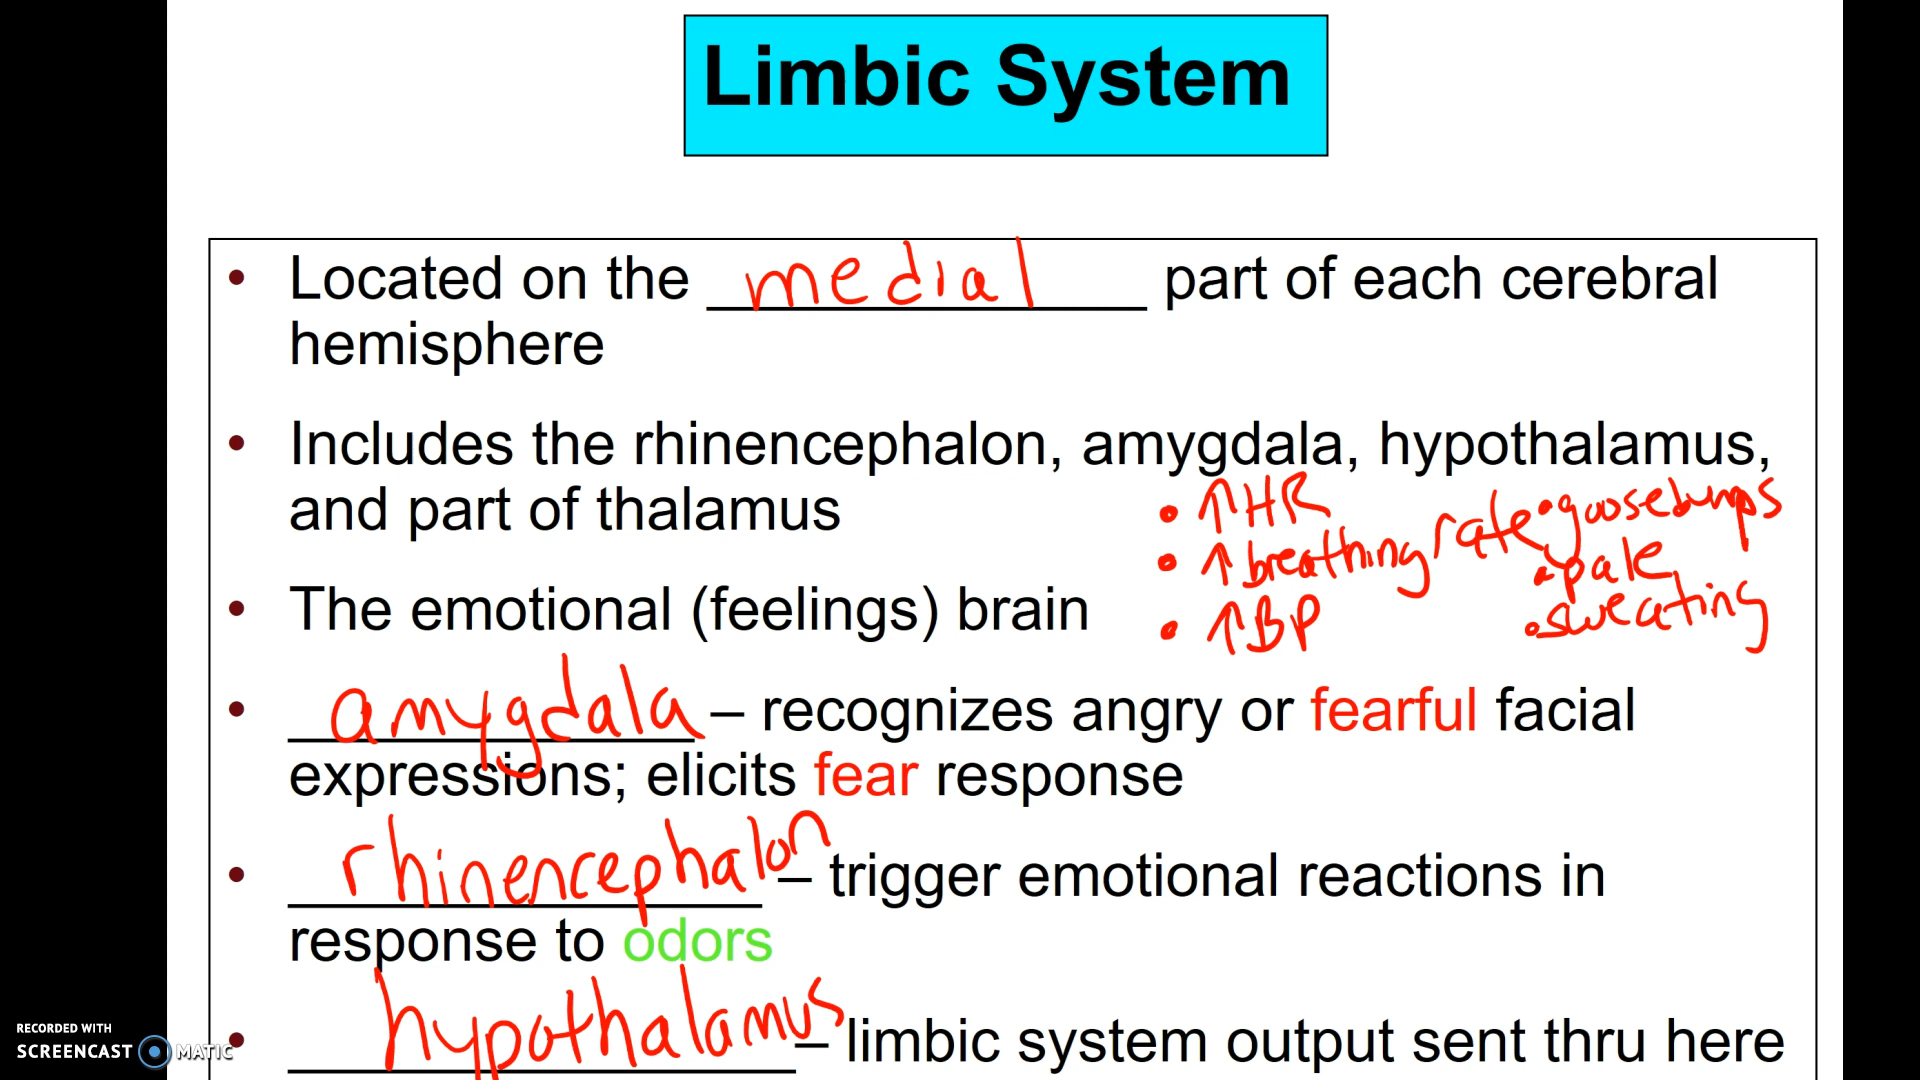 Limbic System
• Located on the medial part of each cerebral
hemisphere
• Includes the rhinencephalon, amygdala, hypothalamus,
and part of thalamus
• ↑HR
• ↑breathing rate
• ↑BP
• goosebumps
• pale
• sweating
• The emotional (feelings) brain
• amygdala – recognizes angry or fearful facial
expressions; elicits fear response
• rhinencephalon – trigger emotional reactions in
response to odors
• hypothalamus – limbic system output sent thru here
RECORDED WITH
SCREENCAST MATIC